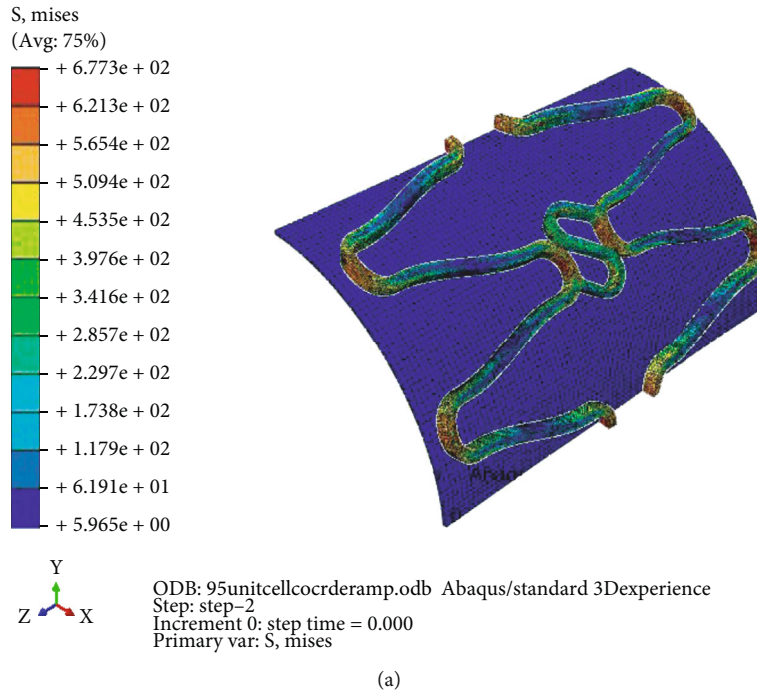 S, mises
(Avg: 75%)
+ 6.773e + 02
+ 6.213e + 02
+ 5.654e + 02
+ 5.094e + 02
+ 4.535e + 02
+ 3.976e + 02
+ 3.416e + 02
+ 2.857e + 02
+ 2.297e + 02
+ 1.738e + 02
+ 1.179e + 02
+ 6.191e + 01
+ 5.965e + 00
Y
Z
X
ODB: 95unitcellcocrderamp.odb Abaqus/standard 3Dexperience
Step: step–2
Increment 0: step time = 0.000
Primary var: S, mises
(a)